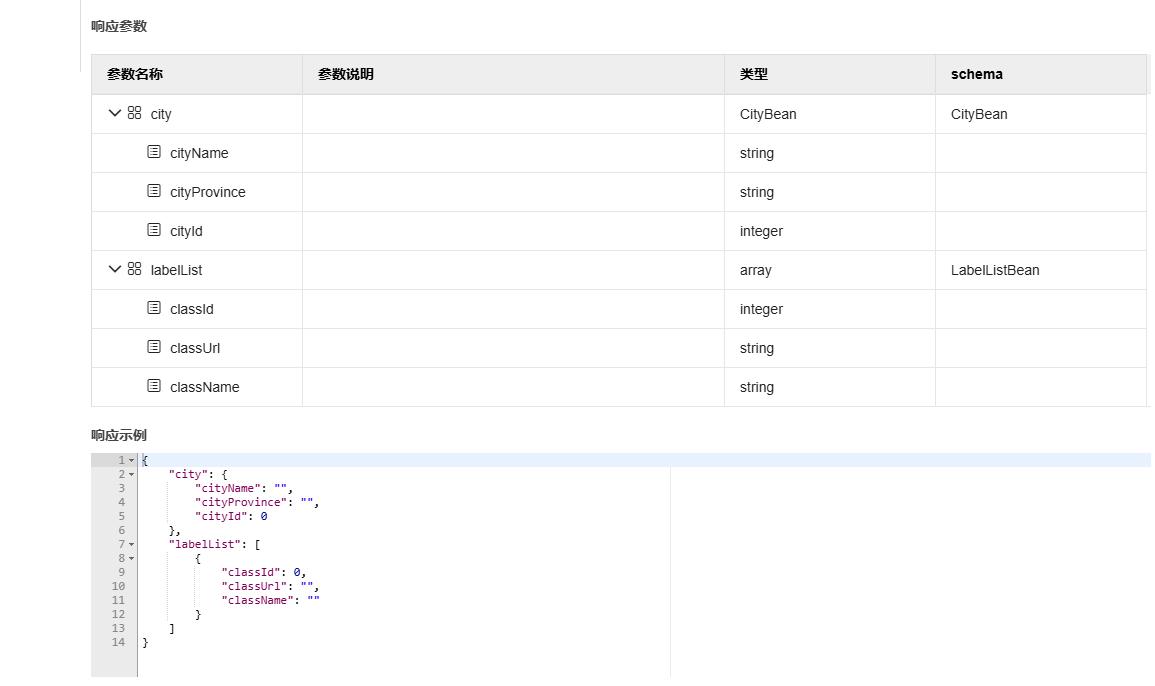 响应参数
参数名称 参数说明 类型 schema
city CityBean CityBean
cityName string
cityProvince string
cityId integer
labelList array LabelListBean
classId integer
classUrl string
className string
响应示例
1 {
2 "city": {
3 "cityName": "",
4 "cityProvince": "",
5 "cityId": 0
6 },
7 "labelList": [
8 {
9 "classId": 0,
10 "classUrl": "",
11 "className": ""
12 }
13 ]
14 }